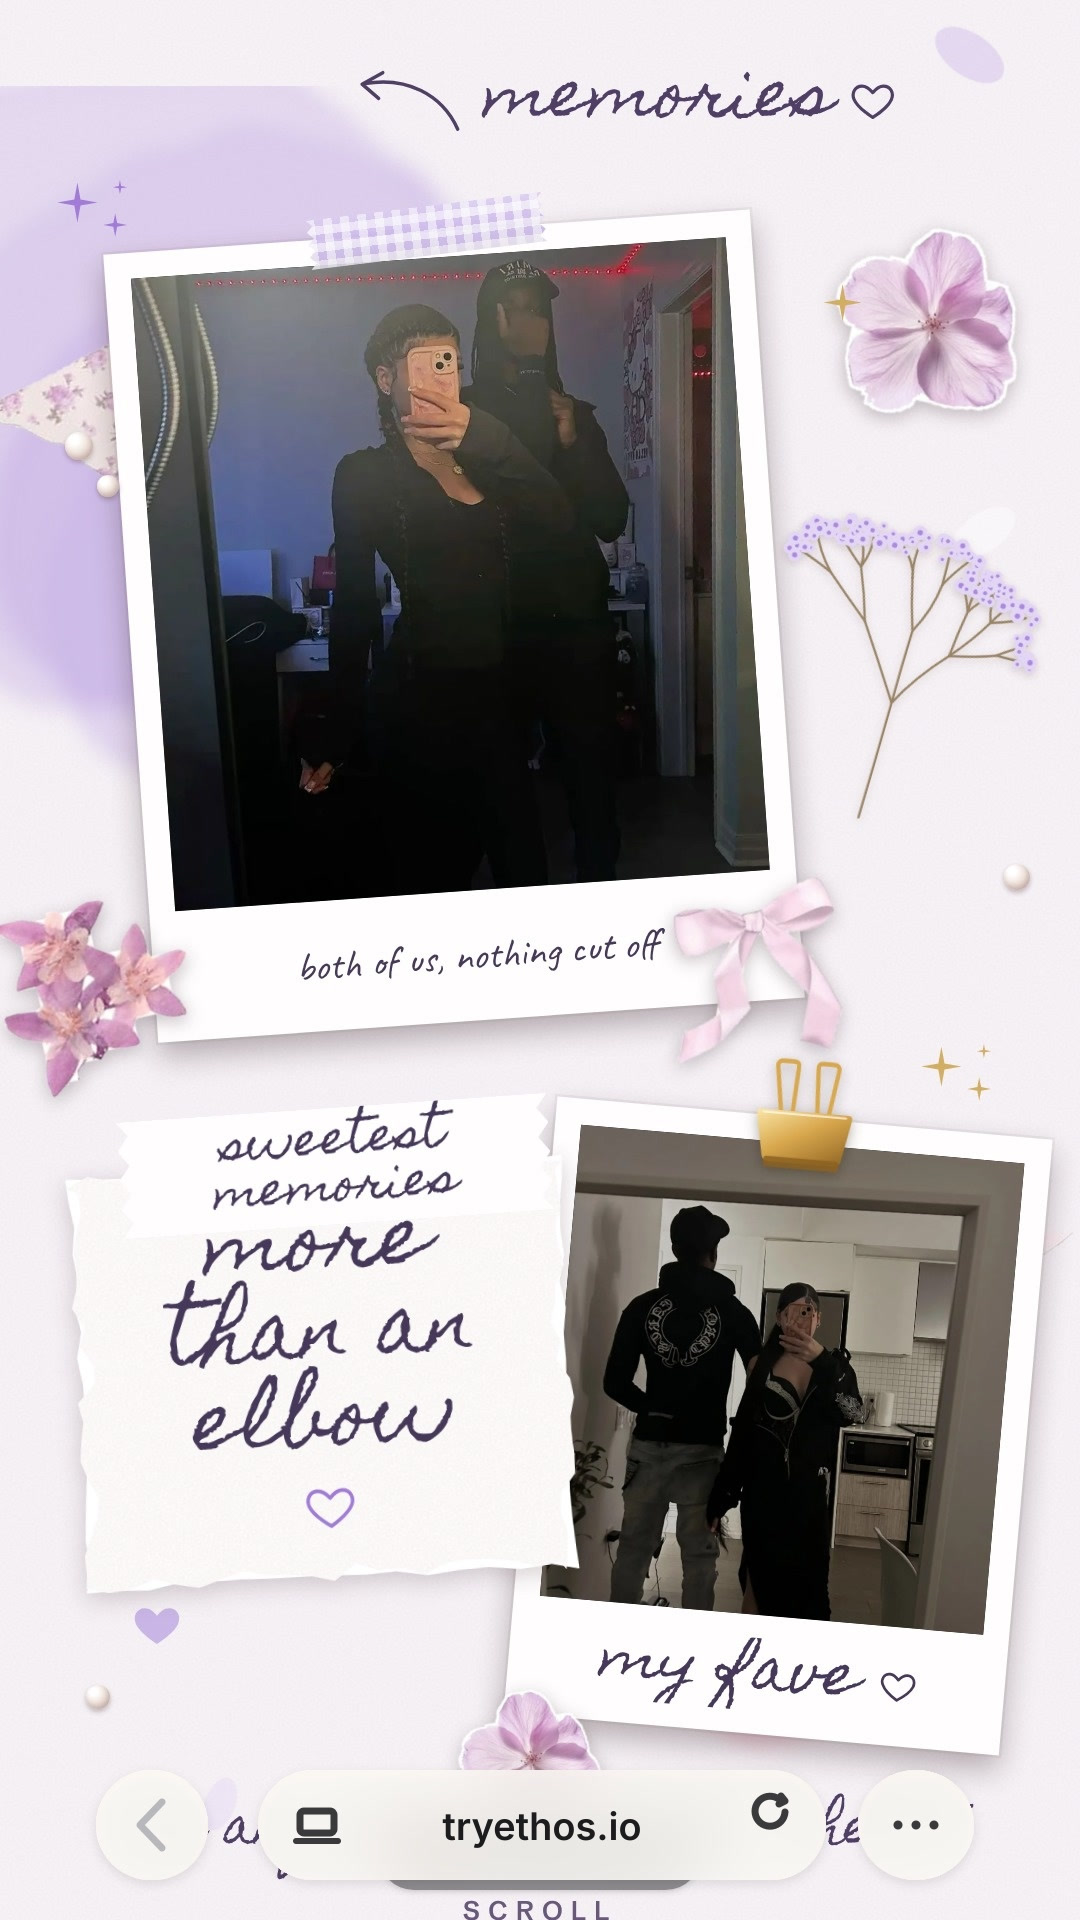 memories
both of us, nothing cut off
sweetest
memories
more
than an
elbow
my fave
tryethos.io
SCROLL